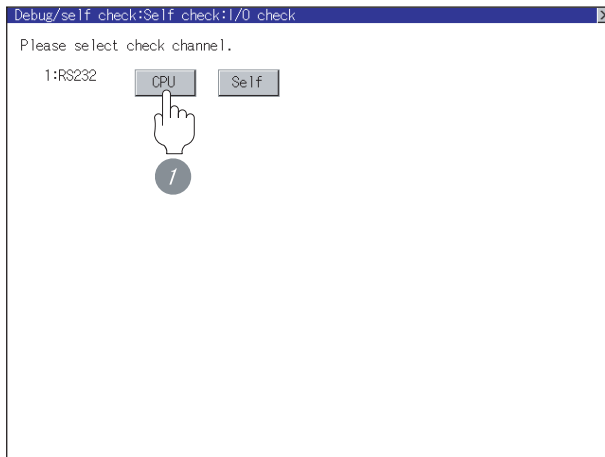 Debug/self check:Self check:I/O check
Please select check channel.
1:RS232 CPU Self
1